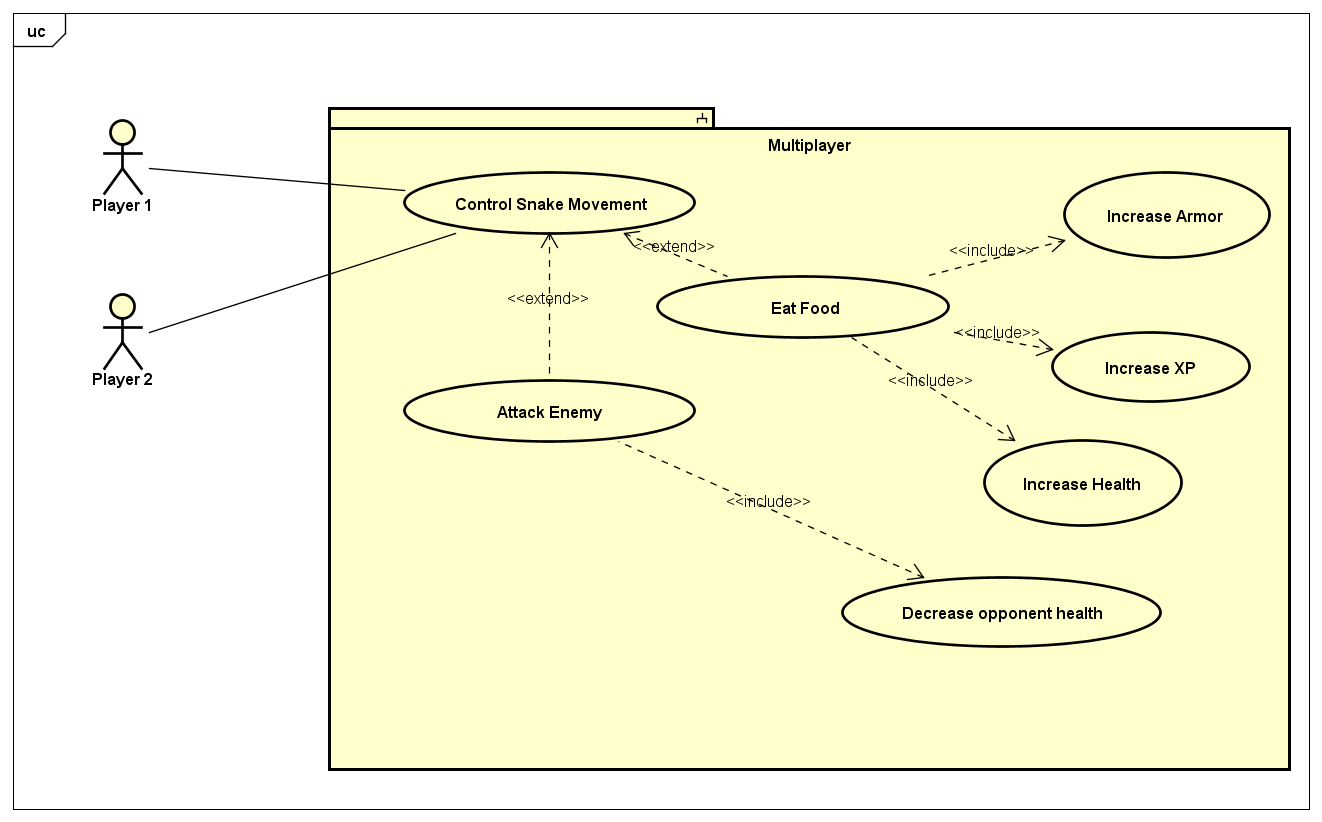 uc
Multiplayer
Player 1
Control Snake Movement
Increase Armor
<<extend>>
<<include>>
<<extend>>
Eat Food
<<include>>
Player 2
Increase XP
<<include>>
Attack Enemy
Increase Health
<<include>>
Decrease opponent health